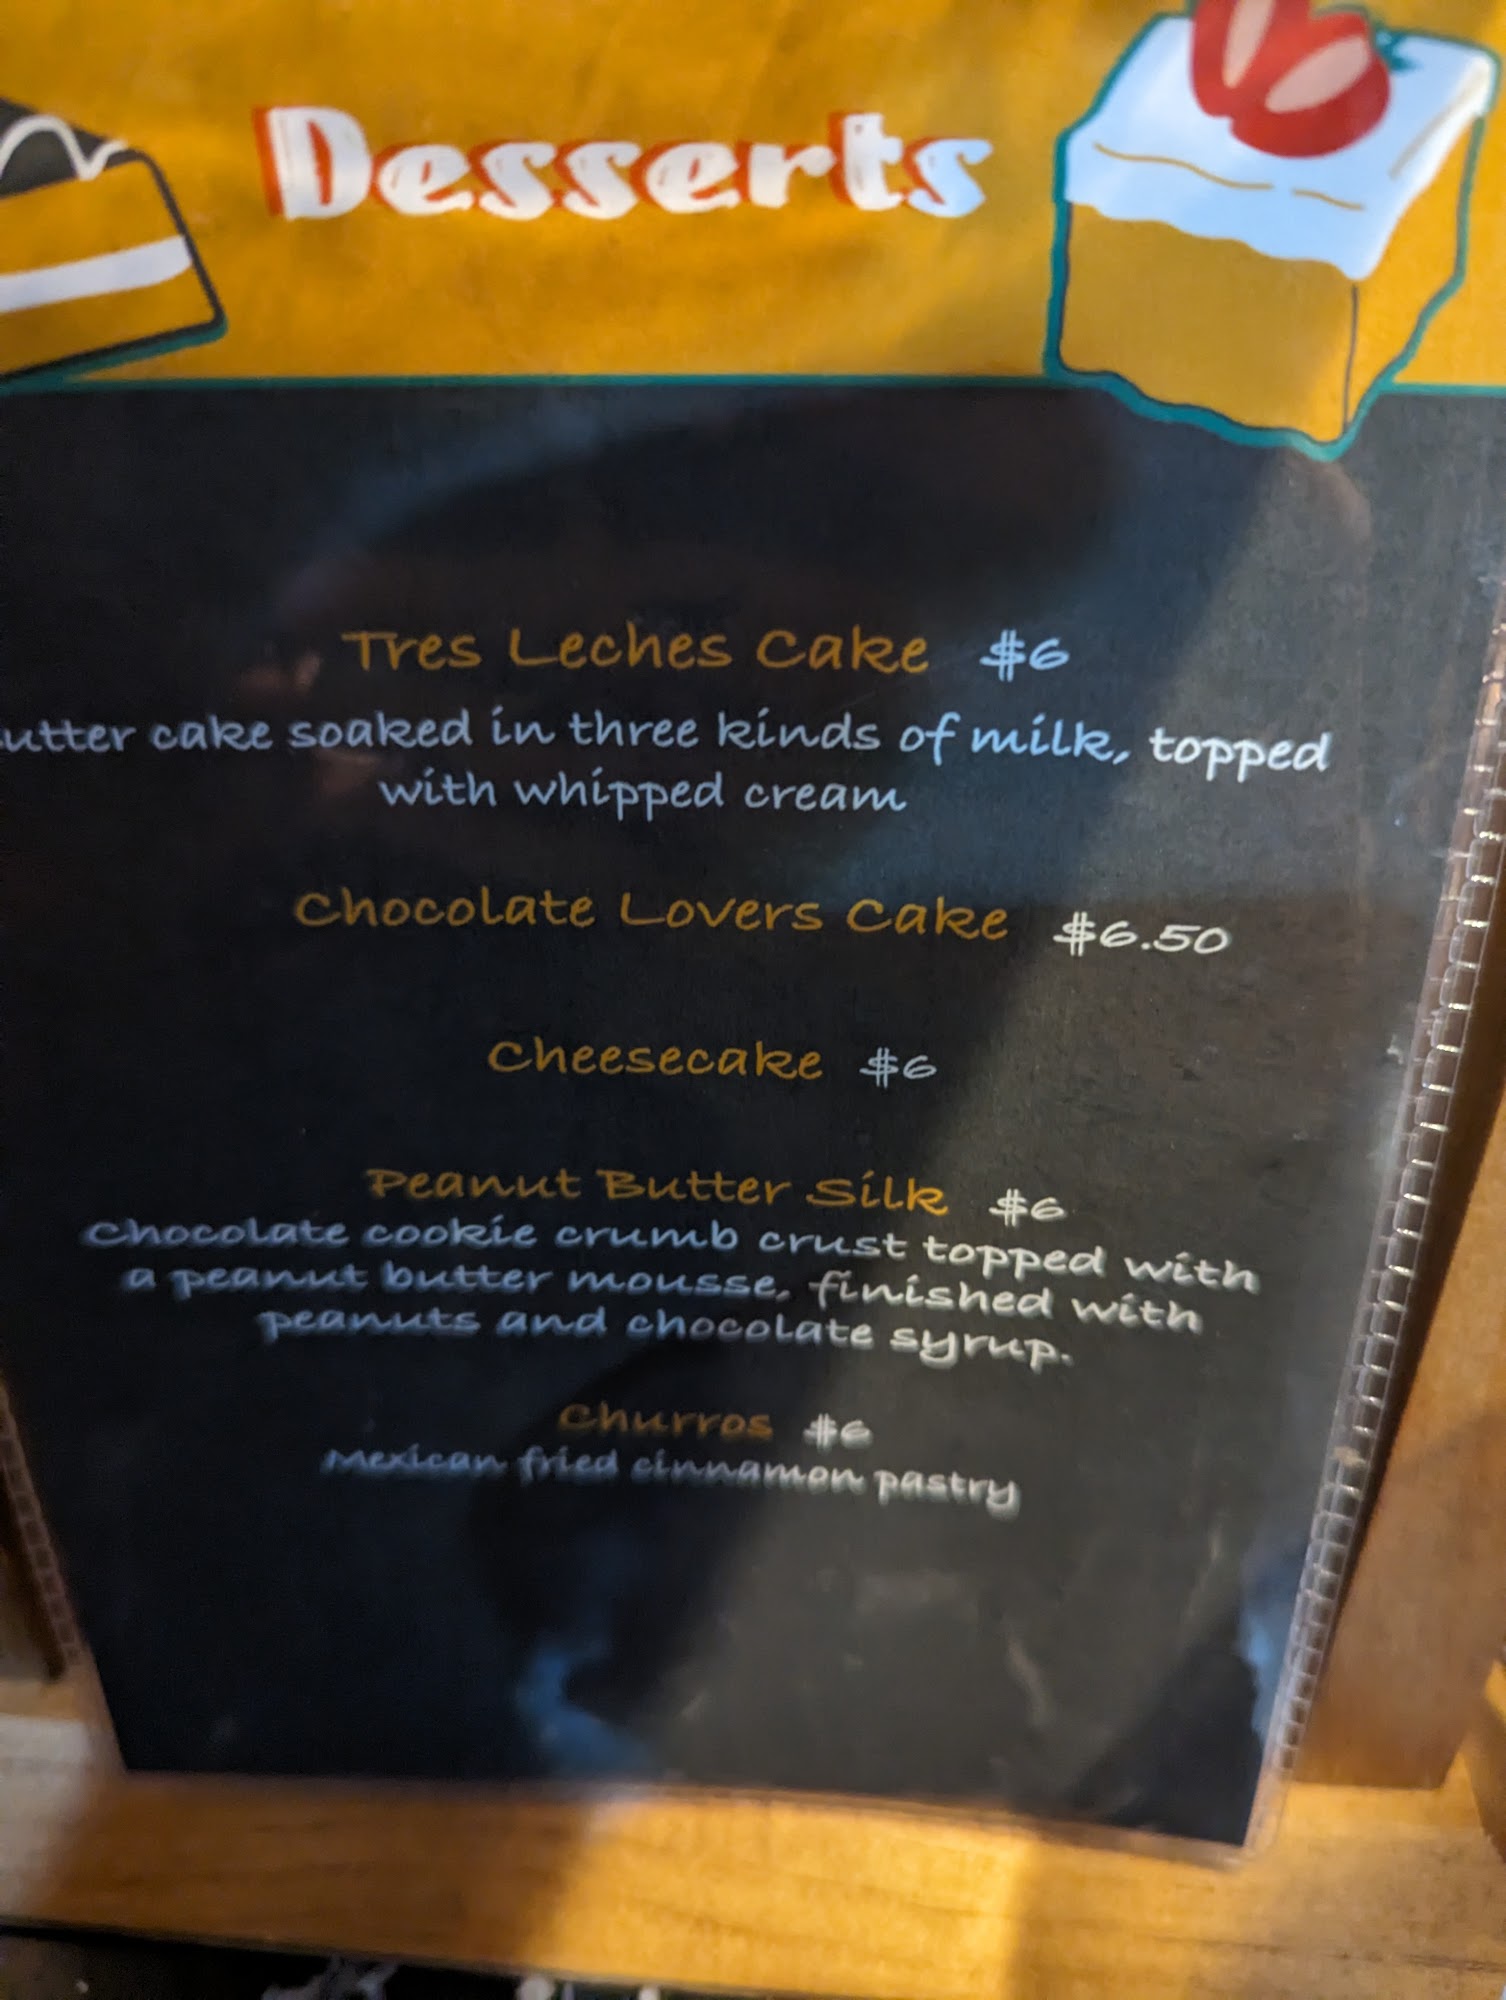 Desserts
Tres Leches Cake $6
utter cake soaked in three kinds of milk, topped
with whipped cream
Chocolate Lovers Cake $6.50
Cheesecake $6
Peanut Butter Silk $6
Chocolate cookie crumb crust topped with
a peanut butter mousse, finished with
peanuts and chocolate syrup.
Churros $6
Mexican fried cinnamon pastry